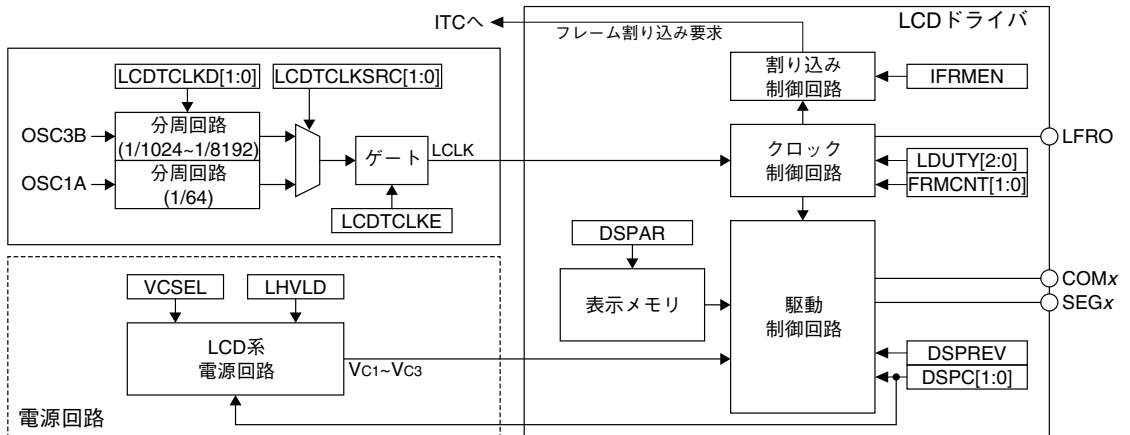 ITCへ
フレーム割り込み要求
LCDドライバ
LCDTCLKD[1:0]
LCDTCLKSRC[1:0]
割り込み
制御回路
IFRMEN
OSC3B
分周回路
(1/1024~1/8192)
OSC1A
分周回路
(1/64)
ゲート
LCLK
LCDTCLKE
クロック
制御回路
LFRO
LDUTY[2:0]
FRMCNT[1:0]
DSPAR
表示メモリ
駆動
制御回路
COMx
SEGx
DSPREV
DSPC[1:0]
VCSEL
LHVLD
LCD系
電源回路
VC1~VC3
電源回路